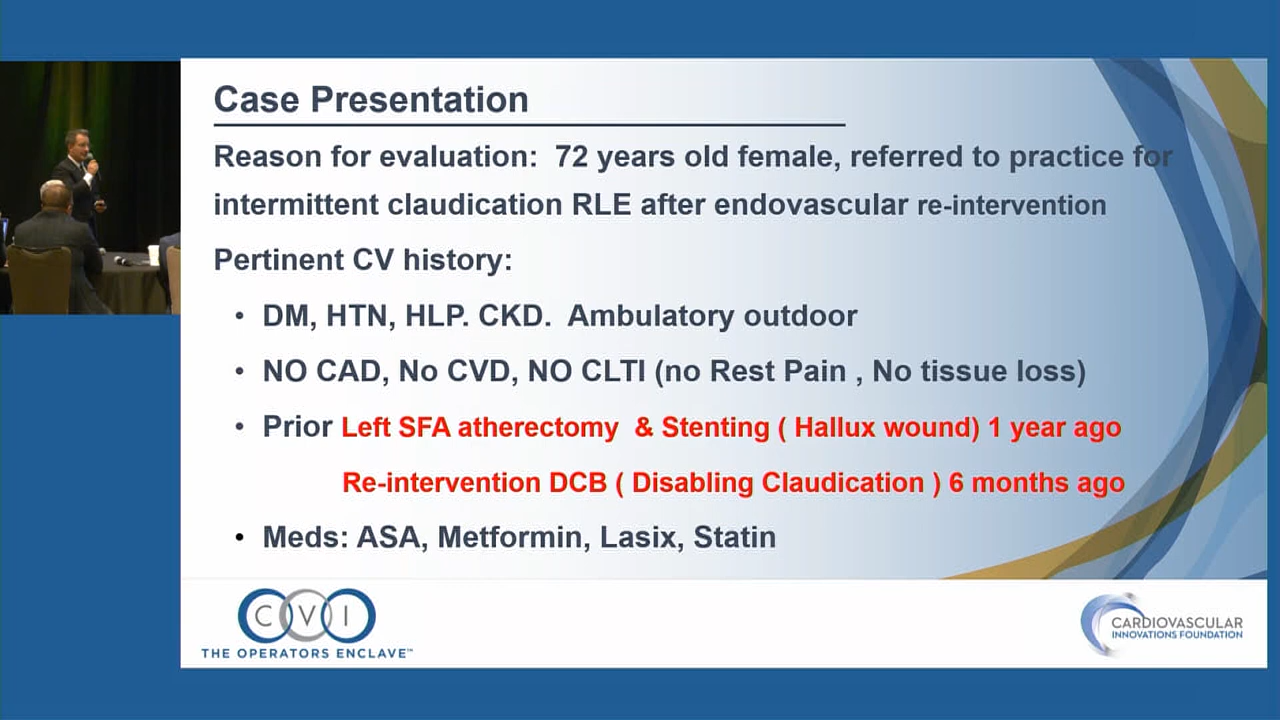 Case Presentation
Reason for evaluation: 72 years old female, referred to practice for
intermittent claudication RLE after endovascular re-intervention
Pertinent CV history:
• DM, HTN, HLP. CKD. Ambulatory outdoor
• NO CAD, No CVD, NO CLTI (no Rest Pain , No tissue loss)
• Prior Left SFA atherectomy & Stenting ( Hallux wound) 1 year ago
Re-intervention DCB ( Disabling Claudication ) 6 months ago
• Meds: ASA, Metformin, Lasix, Statin
CVI
THE OPERATORS ENCLAVE™
CARDIOVASCULAR
INNOVATIONS FOUNDATION